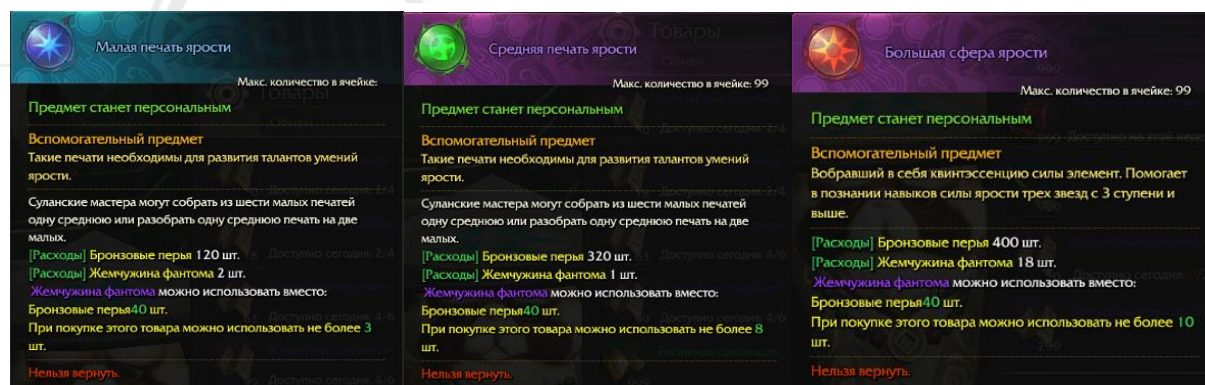 Малая печать ярости
Макс. количество в ячейке:
Предмет станет персональным
Вспомогательный предмет
Такие печати необходимы для развития талантов умений
ярости.
Суланские мастера могут собрать из шести малых печатей
одну среднюю или разобрать одну среднюю печать на две
малых.
[Расходы] Бронзовые перья 120 шт.
[Расходы] Жемчужина фантома 2 шт.
Жемчужина фантома можно использовать вместо:
Бронзовые перья40 шт.
При покупке этого товара можно использовать не более 3
шт.
Нельзя вернуть.
Средняя печать ярости
Товары
Макс. количество в ячейке: 99
Предмет станет персональным
Вспомогательный предмет
Такие печати необходимы для развития талантов умений
ярости.
Суланские мастера могут собрать из шести малых печатей
одну среднюю или разобрать одну среднюю печать на две
малых.
[Расходы] Бронзовые перья 320 шт.
[Расходы] Жемчужина фантома 1 шт.
Жемчужина фантома можно использовать вместо:
Бронзовые перья40 шт.
При покупке этого товара можно использовать не более 8
шт.
Нельзя вернуть.
Большая сфера ярости
Макс. количество в ячейке: 99
Предмет станет персональным
Вспомогательный предмет
Вобравший в себя квинтэссенцию силы элемент. Помогает
в познании навыков силы ярости трех звезд с 3 ступени и
выше.
[Расходы] Бронзовые перья 400 шт.
[Расходы] Жемчужина фантома 18 шт.
Жемчужина фантома можно использовать вместо:
Бронзовые перья40 шт.
При покупке этого товара можно использовать не более 10
шт.
Нельзя вернуть.